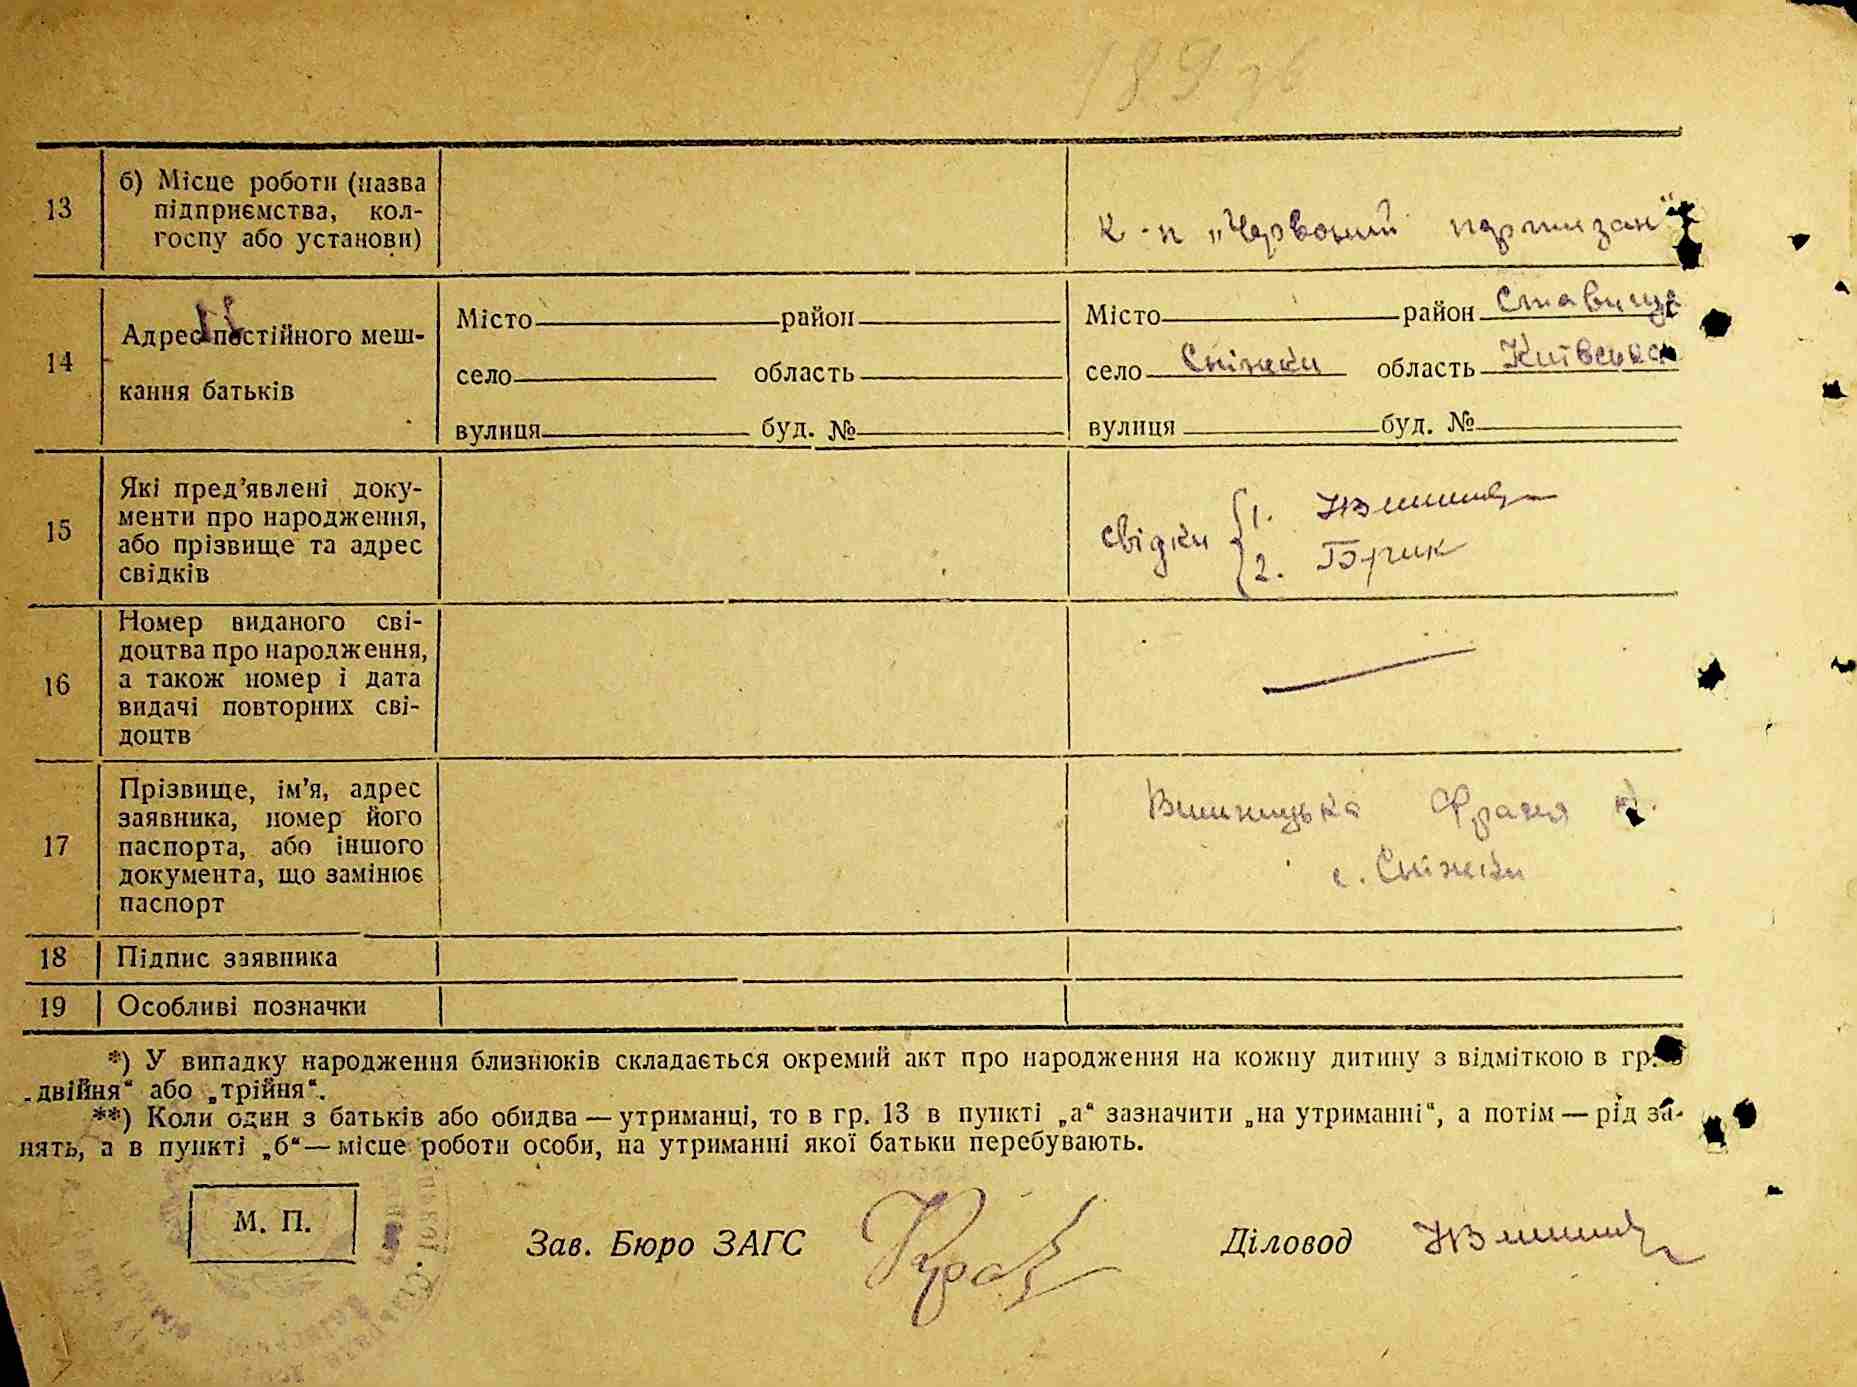 189 зв
13
б) Місце роботи (назва
підприємства, кол-
госпу або установи)
к-п „Червоний партизан“
14
Адрес постійного меш-
кання батьків
Місто район
село область
вулиця буд. №
Місто район Ставище
село Сніжки область Київська
вулиця буд. №
15
Які пред’явлені доку-
менти про народження,
або прізвище та адрес
свідків
свідки 1.
2.
16
Номер виданого сві-
доцтва про народження,
а також номер і дата
видачі повторних сві-
доцтв
17
Прізвище, ім’я, адрес
заявника, номер його
паспорта, або іншого
документа, що замінює
паспорт
Вишницька Франя
с. Сніжки
18
Підпис заявника
19
Особливі позначки
*) У випадку народження близнюків складається окремий акт про народження на кожну дитину з відміткою в гр.
„двійня“ або „трійня“.
**) Коли один з батьків або обидва — утриманці, то в гр. 13 в пункті „а“ зазначити „на утриманні“, а потім — рід за-
нять, а в пункті „б“ — місце роботи особи, на утриманні якої батьки перебувають.
М. П.
Зав. Бюро ЗАГС
Діловод